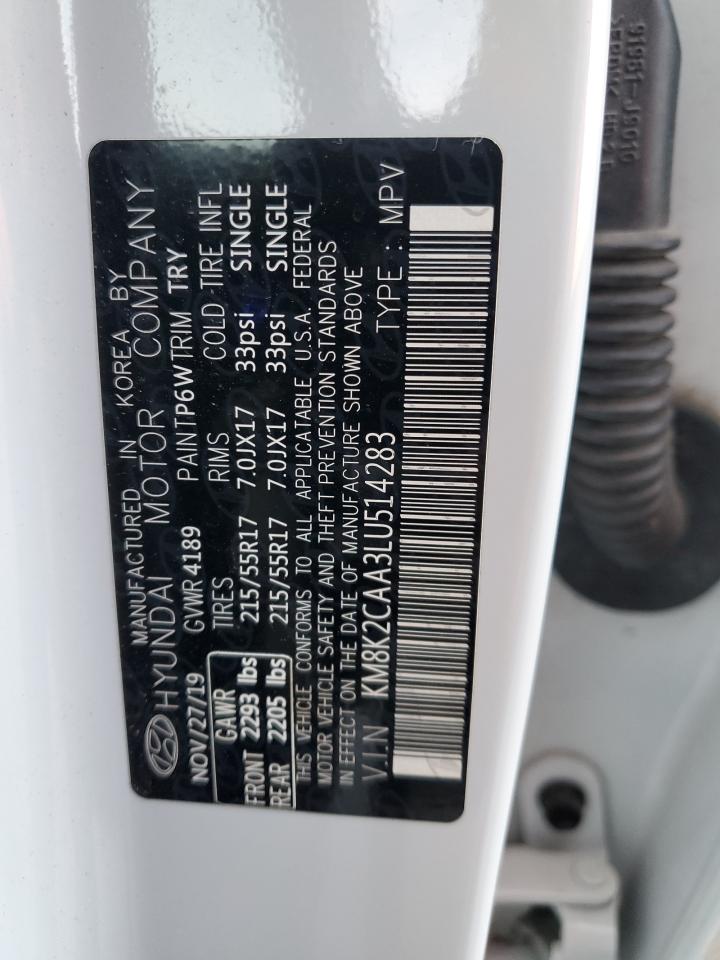 MANUFACTURED IN KOREA BY
HYUNDAI MOTOR COMPANY
NOV/27/19 GVWR 4189 PAINT P6W TRIM TRY
GAWR TIRES RIMS COLD TIRE INFL
FRONT 2293 lbs 215/55R17 7.0JX17 33psi SINGLE
REAR 2205 lbs 215/55R17 7.0JX17 33psi SINGLE
THIS VEHICLE CONFORMS TO ALL APPLICATABLE U.S.A. FEDERAL
MOTOR VEHICLE SAFETY AND THEFT PREVENTION STANDARDS
IN EFFECT ON THE DATE OF MANUFACTURE SHOWN ABOVE
V.I.N KM8K2CAA3LU514283 TYPE : MPV
91981-J9010